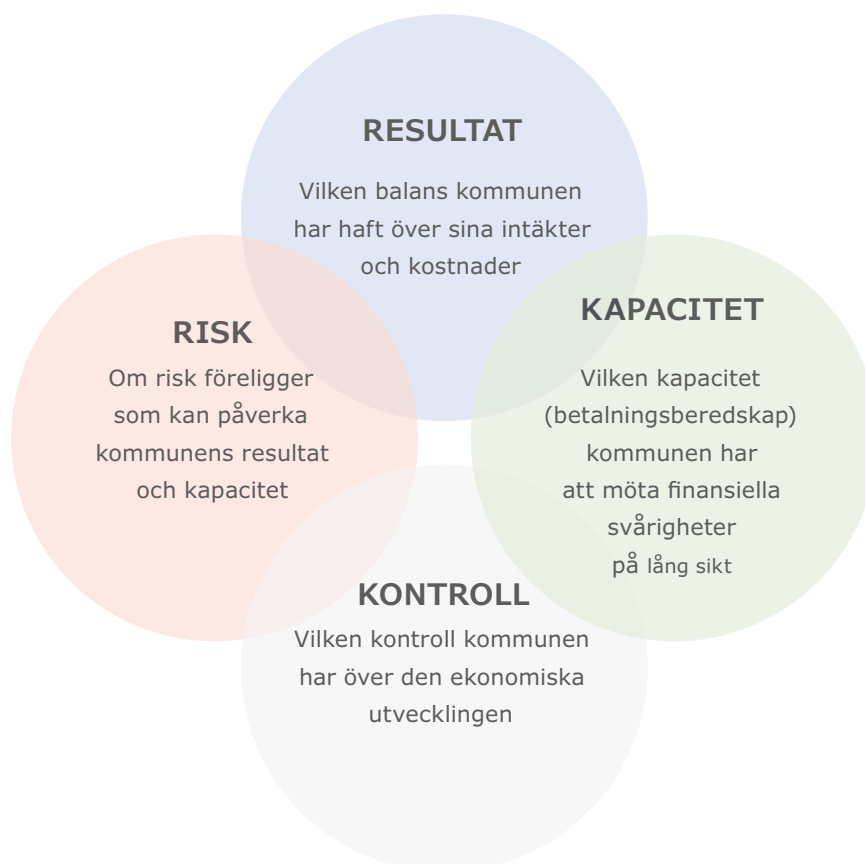 RESULTAT
Vilken balans kommunen
har haft över sina intäkter
och kostnader
RISK
Om risk föreligger
som kan påverka
kommunens resultat
och kapacitet
KAPACITET
Vilken kapacitet
(betalningsberedskap)
kommunen har
att möta finansiella
svårigheter
på lång sikt
KONTROLL
Vilken kontroll kommunen
har över den ekonomiska
utvecklingen